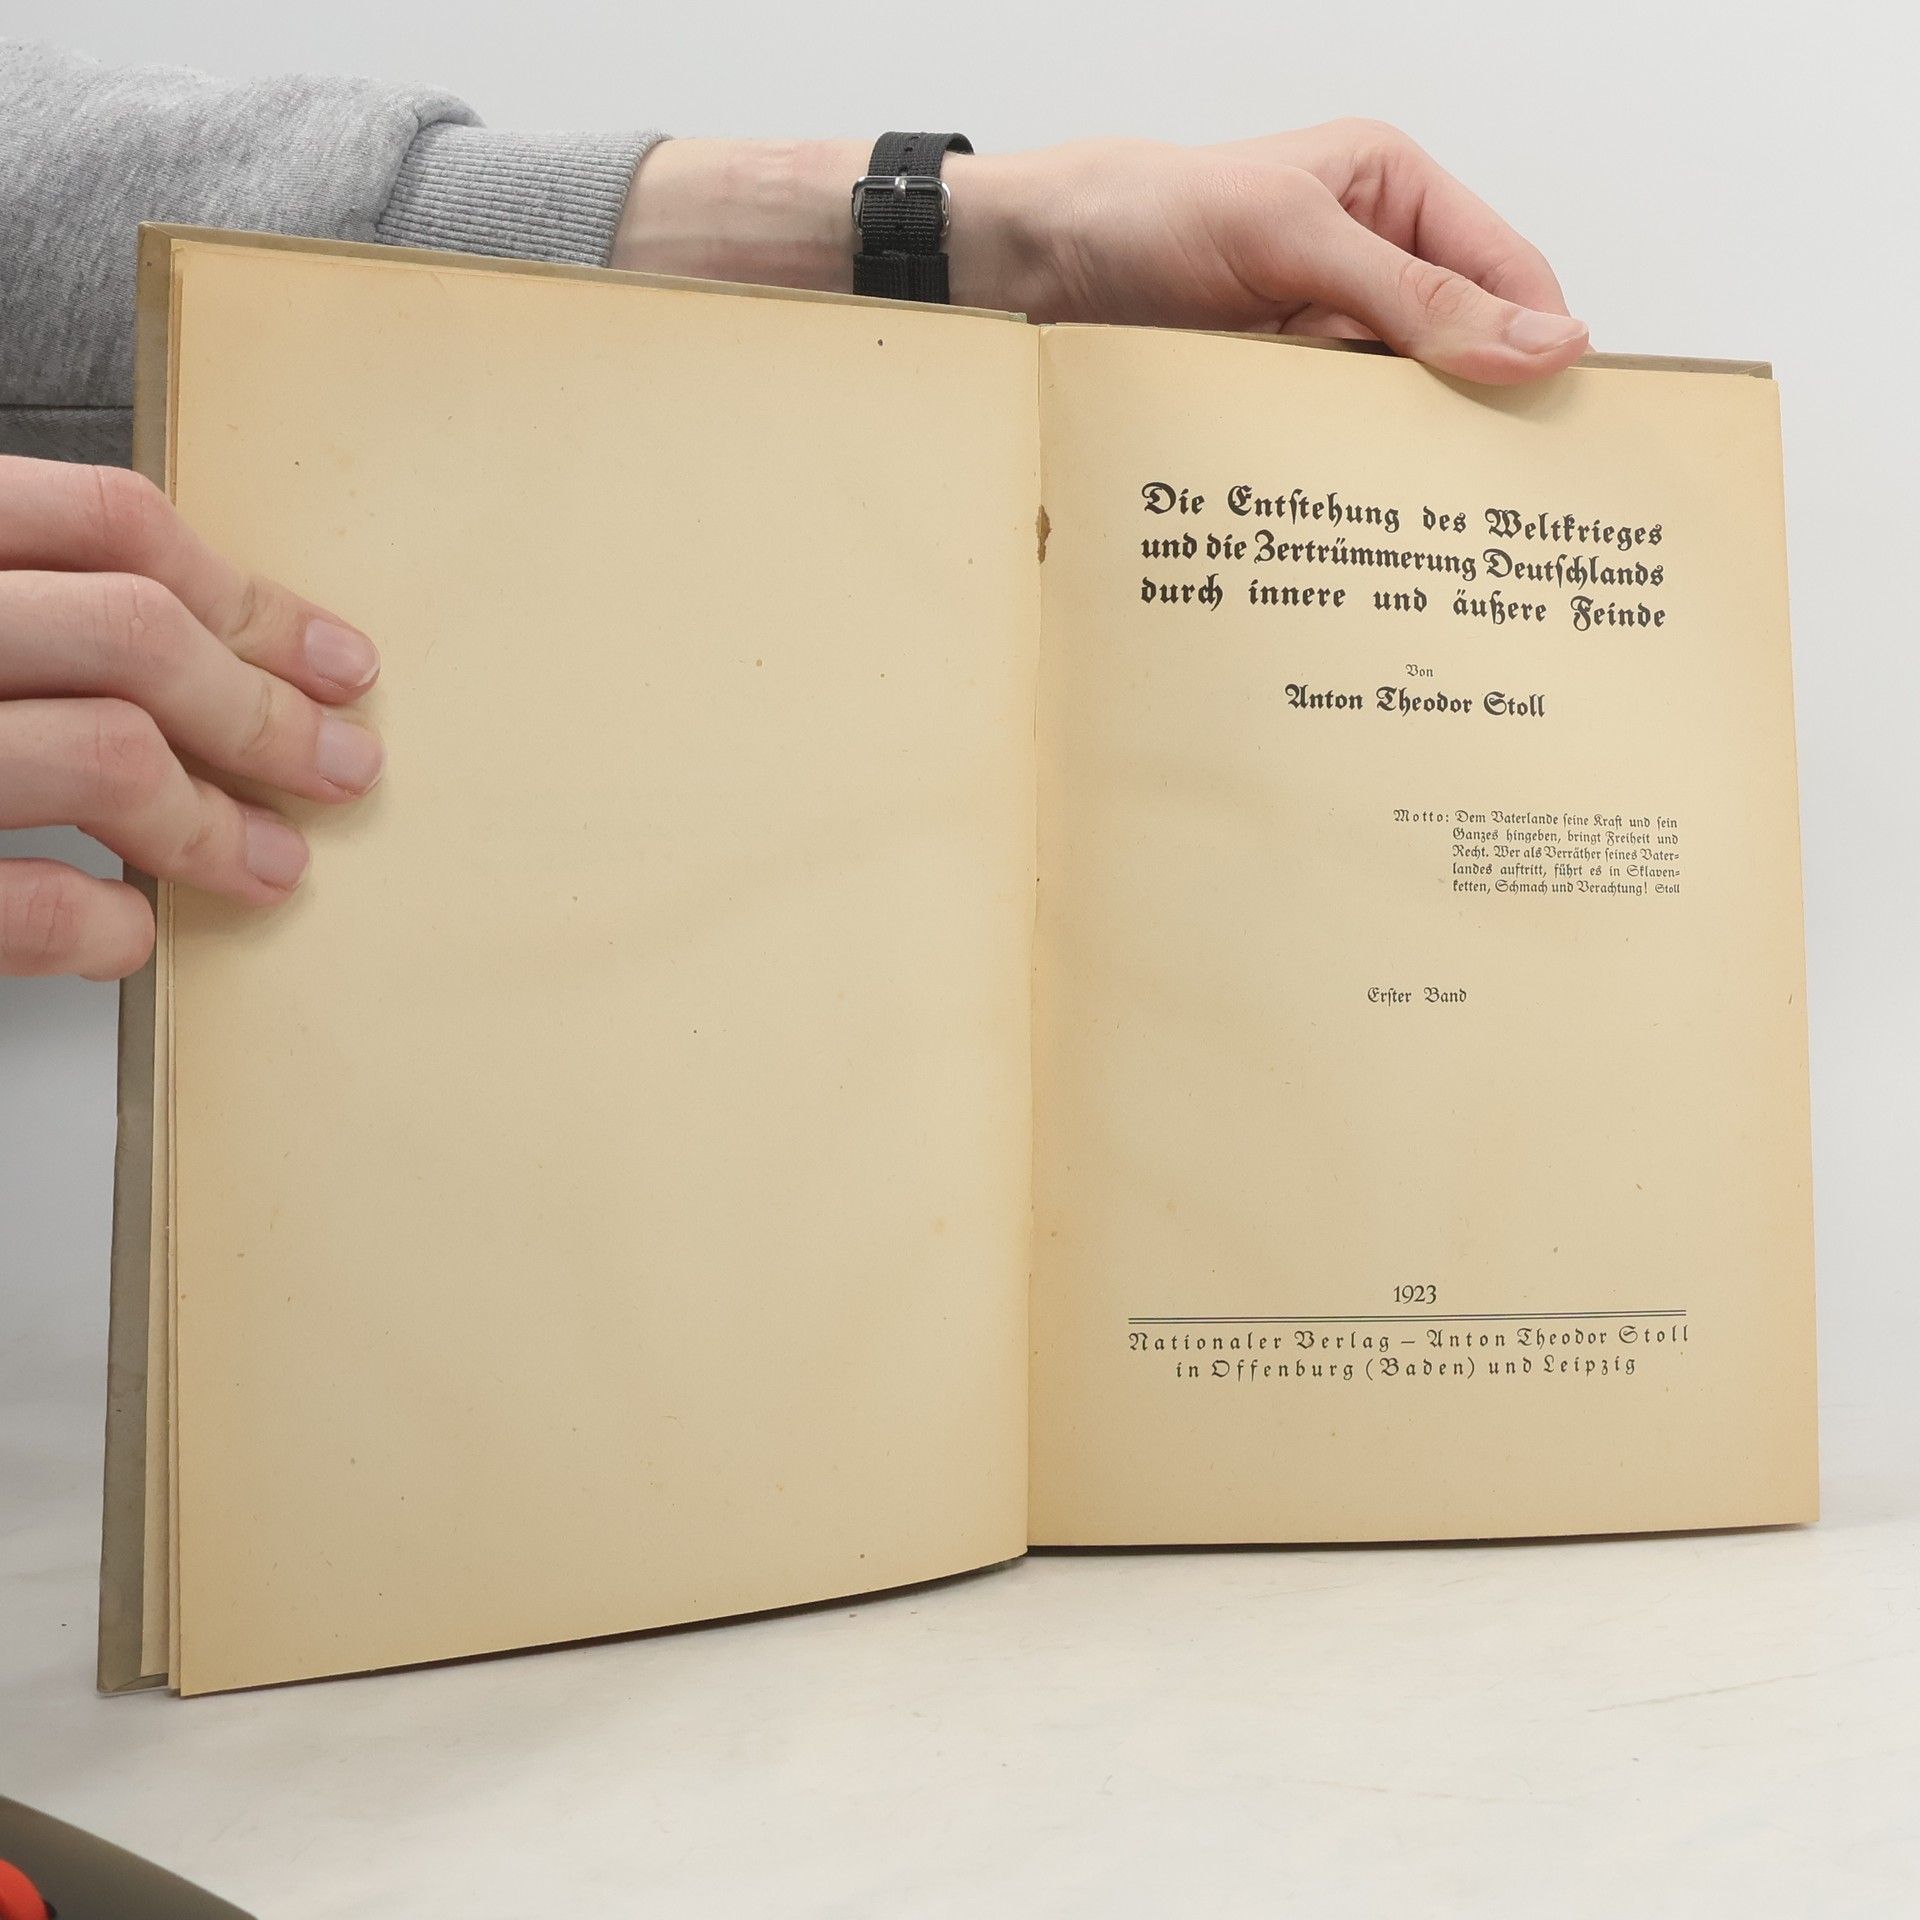 Die Entstehung des Weltkrieges
und die Zertrümmerung Deutschlands
durch innere und äußere Feinde
Von
Anton Theodor Stoll
Motto: Dem Vaterlande seine Kraft und sein
Ganzes hingeben, bringt Freiheit und
Recht. Wer als Verräther seines Vater-
landes auftritt, führt es in Sklaven-
ketten, Schmach und Verachtung! Stoll
Erster Band
1923
Nationaler Verlag – Anton Theodor Stoll
in Offenburg (Baden) und Leipzig